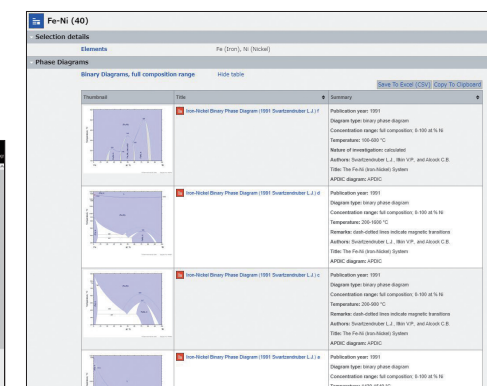 Fe-Ni (40)
Selection details
Elements Fe (Iron), Ni (Nickel)
Phase Diagrams
Binary Diagrams, full composition range Hide table
Save To Excel (CSV) Copy To Clipboard
Thumbnail Title Summary
Iron-Nickel Binary Phase Diagram (1991 Swartzendruber L.J.) f
Publication year: 1991
Diagram type: binary phase diagram
Concentration range: full composition; 0-100 at.% Ni
Temperature: 100-600 °C
Nature of investigation: calculated
Authors: Swartzendruber L.J., Itkin V.P., and Alcock C.B.
Title: The Fe-Ni (Iron-Nickel) System
APDIC diagram: APDIC
Iron-Nickel Binary Phase Diagram (1991 Swartzendruber L.J.) d
Publication year: 1991
Diagram type: binary phase diagram
Concentration range: full composition; 0-100 at.% Ni
Temperature: 200-1600 °C
Remarks: dash-dotted lines indicate magnetic transitions
Authors: Swartzendruber L.J., Itkin V.P., and Alcock C.B.
Title: The Fe-Ni (Iron-Nickel) System
APDIC diagram: APDIC
Iron-Nickel Binary Phase Diagram (1991 Swartzendruber L.J.) c
Publication year: 1991
Diagram type: binary phase diagram
Concentration range: full composition; 0-100 at.% Ni
Temperature: 200-900 °C
Remarks: dash-dotted lines indicate magnetic transitions
Authors: Swartzendruber L.J., Itkin V.P., and Alcock C.B.
Title: The Fe-Ni (Iron-Nickel) System
APDIC diagram: APDIC
Iron-Nickel Binary Phase Diagram (1991 Swartzendruber L.J.) a
Publication year: 1991
Diagram type: binary phase diagram
Concentration range: full composition; 0-100 at.% Ni